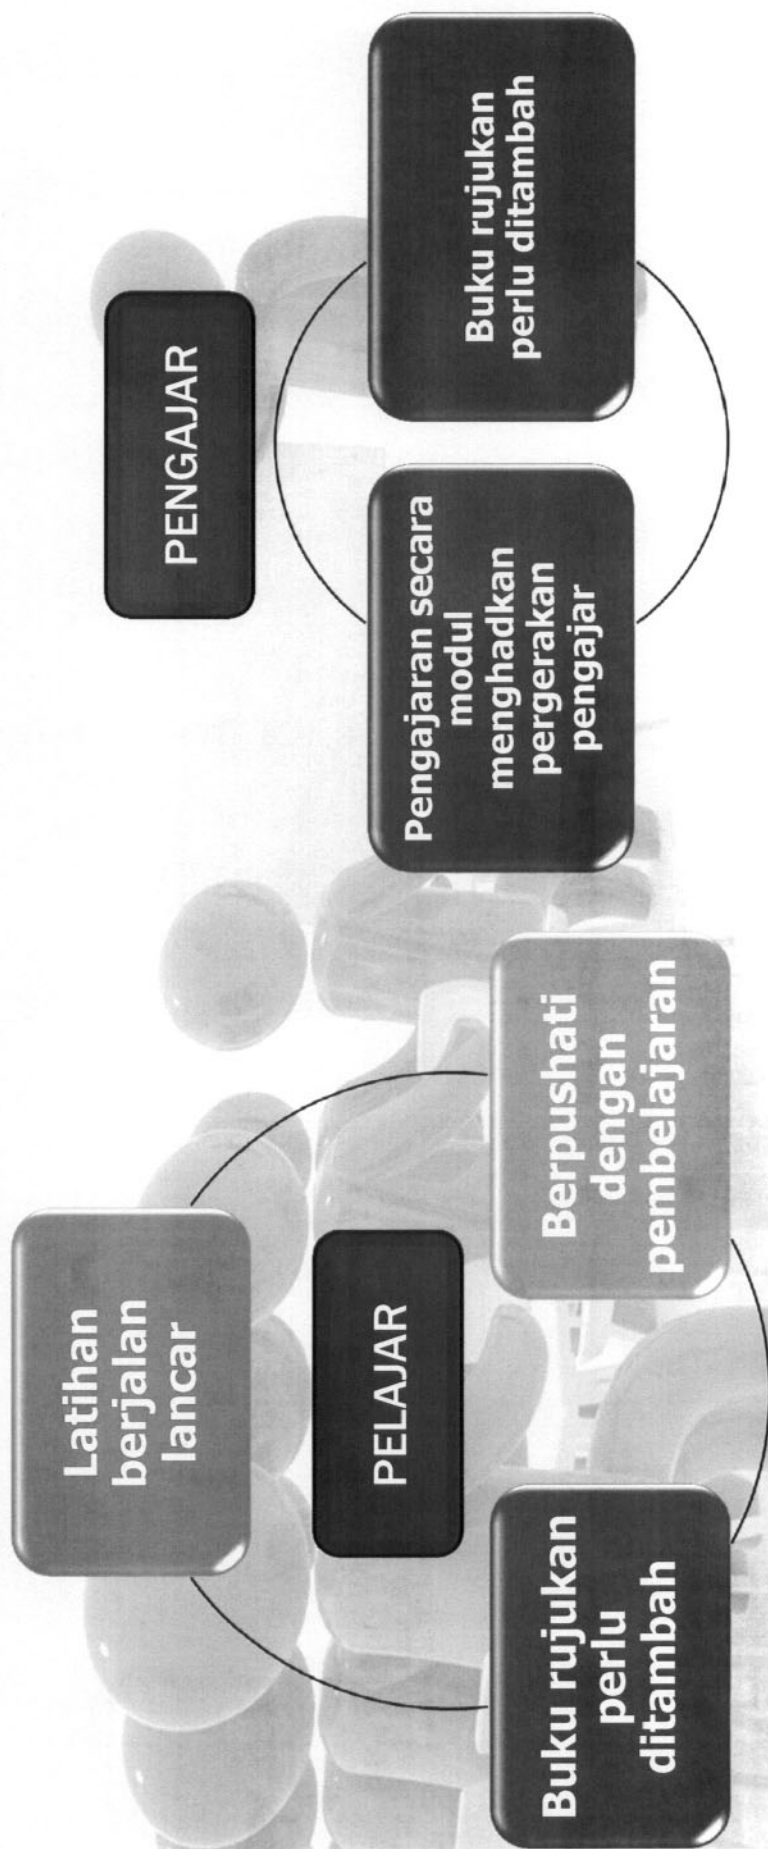 Latihan
berjalan
lancar
PELAJAR
Buku rujukan
perlu
ditambah
Berpushati
dengan
pembelajaran
PENGAJAR
Pengajaran secara
modul
menghadkan
pergerakan
pengajar
Buku rujukan
perlu ditambah